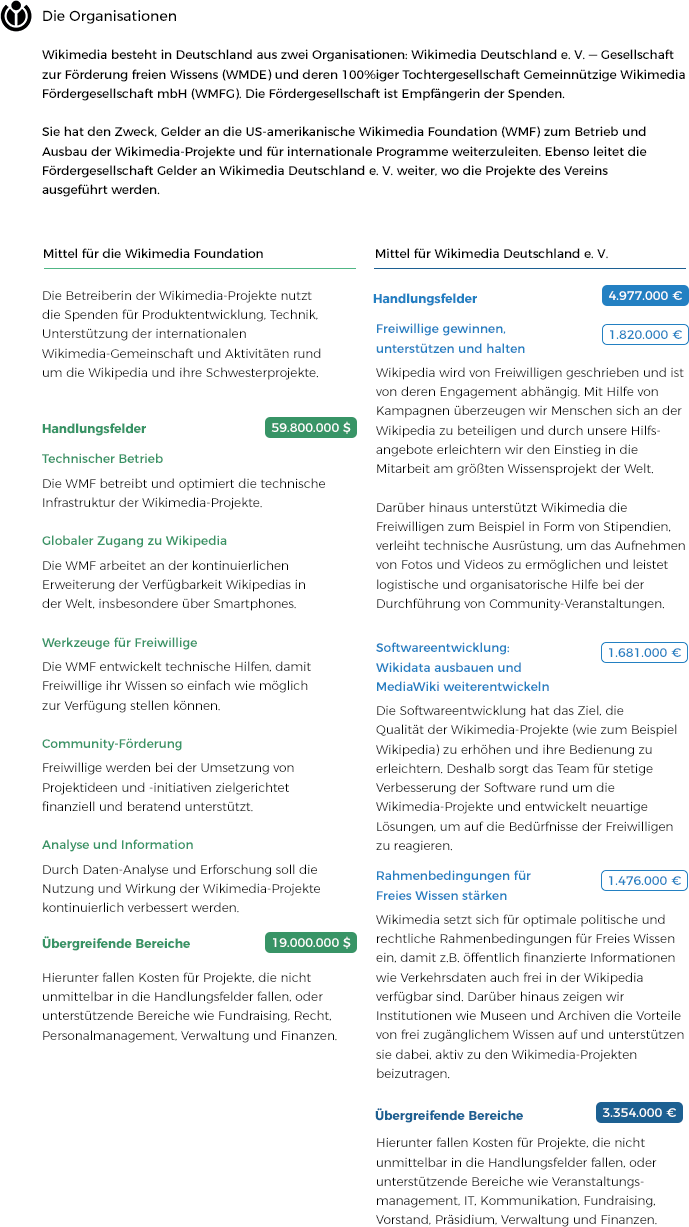 Die Organisationen
Wikimedia besteht in Deutschland aus zwei Organisationen: Wikimedia Deutschland e. V. — Gesellschaft
zur Förderung freien Wissens (WMDE) und deren 100%iger Tochtergesellschaft Gemeinnützige Wikimedia
Fördergesellschaft mbH (WMFG). Die Fördergesellschaft ist Empfängerin der Spenden.
Sie hat den Zweck, Gelder an die US-amerikanische Wikimedia Foundation (WMF) zum Betrieb und
Ausbau der Wikimedia-Projekte und für internationale Programme weiterzuleiten. Ebenso leitet die
Fördergesellschaft Gelder an Wikimedia Deutschland e. V. weiter, wo die Projekte des Vereins
ausgeführt werden.
Mittel für die Wikimedia Foundation
Die Betreiberin der Wikimedia-Projekte nutzt
die Spenden für Produktentwicklung, Technik,
Unterstützung der internationalen
Wikimedia-Gemeinschaft und Aktivitäten rund
um die Wikipedia und ihre Schwesterprojekte.
Handlungsfelder 59.800.000 $
Technischer Betrieb
Die WMF betreibt und optimiert die technische
Infrastruktur der Wikimedia-Projekte.
Globaler Zugang zu Wikipedia
Die WMF arbeitet an der kontinuierlichen
Erweiterung der Verfügbarkeit Wikipedias in
der Welt, insbesondere über Smartphones.
Werkzeuge für Freiwillige
Die WMF entwickelt technische Hilfen, damit
Freiwillige ihr Wissen so einfach wie möglich
zur Verfügung stellen können.
Community-Förderung
Freiwillige werden bei der Umsetzung von
Projektideen und -initiativen zielgerichtet
finanziell und beratend unterstützt.
Analyse und Information
Durch Daten-Analyse und Erforschung soll die
Nutzung und Wirkung der Wikimedia-Projekte
kontinuierlich verbessert werden.
Übergreifende Bereiche 19.000.000 $
Hierunter fallen Kosten für Projekte, die nicht
unmittelbar in die Handlungsfelder fallen, oder
unterstützende Bereiche wie Fundraising, Recht,
Personalmanagement, Verwaltung und Finanzen.
Mittel für Wikimedia Deutschland e. V.
Handlungsfelder 4.977.000 €
Freiwillige gewinnen, 1.820.000 €
unterstützen und halten
Wikipedia wird von Freiwilligen geschrieben und ist
von deren Engagement abhängig. Mit Hilfe von
Kampagnen überzeugen wir Menschen sich an der
Wikipedia zu beteiligen und durch unsere Hilfs-
angebote erleichtern wir den Einstieg in die
Mitarbeit am größten Wissensprojekt der Welt.
Darüber hinaus unterstützt Wikimedia die
Freiwilligen zum Beispiel in Form von Stipendien,
verleiht technische Ausrüstung, um das Aufnehmen
von Fotos und Videos zu ermöglichen und leistet
logistische und organisatorische Hilfe bei der
Durchführung von Community-Veranstaltungen.
Softwareentwicklung: 1.681.000 €
Wikidata ausbauen und
MediaWiki weiterentwickeln
Die Softwareentwicklung hat das Ziel, die
Qualität der Wikimedia-Projekte (wie zum Beispiel
Wikipedia) zu erhöhen und ihre Bedienung zu
erleichtern. Deshalb sorgt das Team für stetige
Verbesserung der Software rund um die
Wikimedia-Projekte und entwickelt neuartige
Lösungen, um auf die Bedürfnisse der Freiwilligen
zu reagieren.
Rahmenbedingungen für 1.476.000 €
Freies Wissen stärken
Wikimedia setzt sich für optimale politische und
rechtliche Rahmenbedingungen für Freies Wissen
ein, damit z.B. öffentlich finanzierte Informationen
wie Verkehrsdaten auch frei in der Wikipedia
verfügbar sind. Darüber hinaus zeigen wir
Institutionen wie Museen und Archiven die Vorteile
von frei zugänglichem Wissen auf und unterstützen
sie dabei, aktiv zu den Wikimedia-Projekten
beizutragen.
Übergreifende Bereiche 3.354.000 €
Hierunter fallen Kosten für Projekte, die nicht
unmittelbar in die Handlungsfelder fallen, oder
unterstützende Bereiche wie Veranstaltungs-
management, IT, Kommunikation, Fundraising,
Vorstand, Präsidium, Verwaltung und Finanzen.